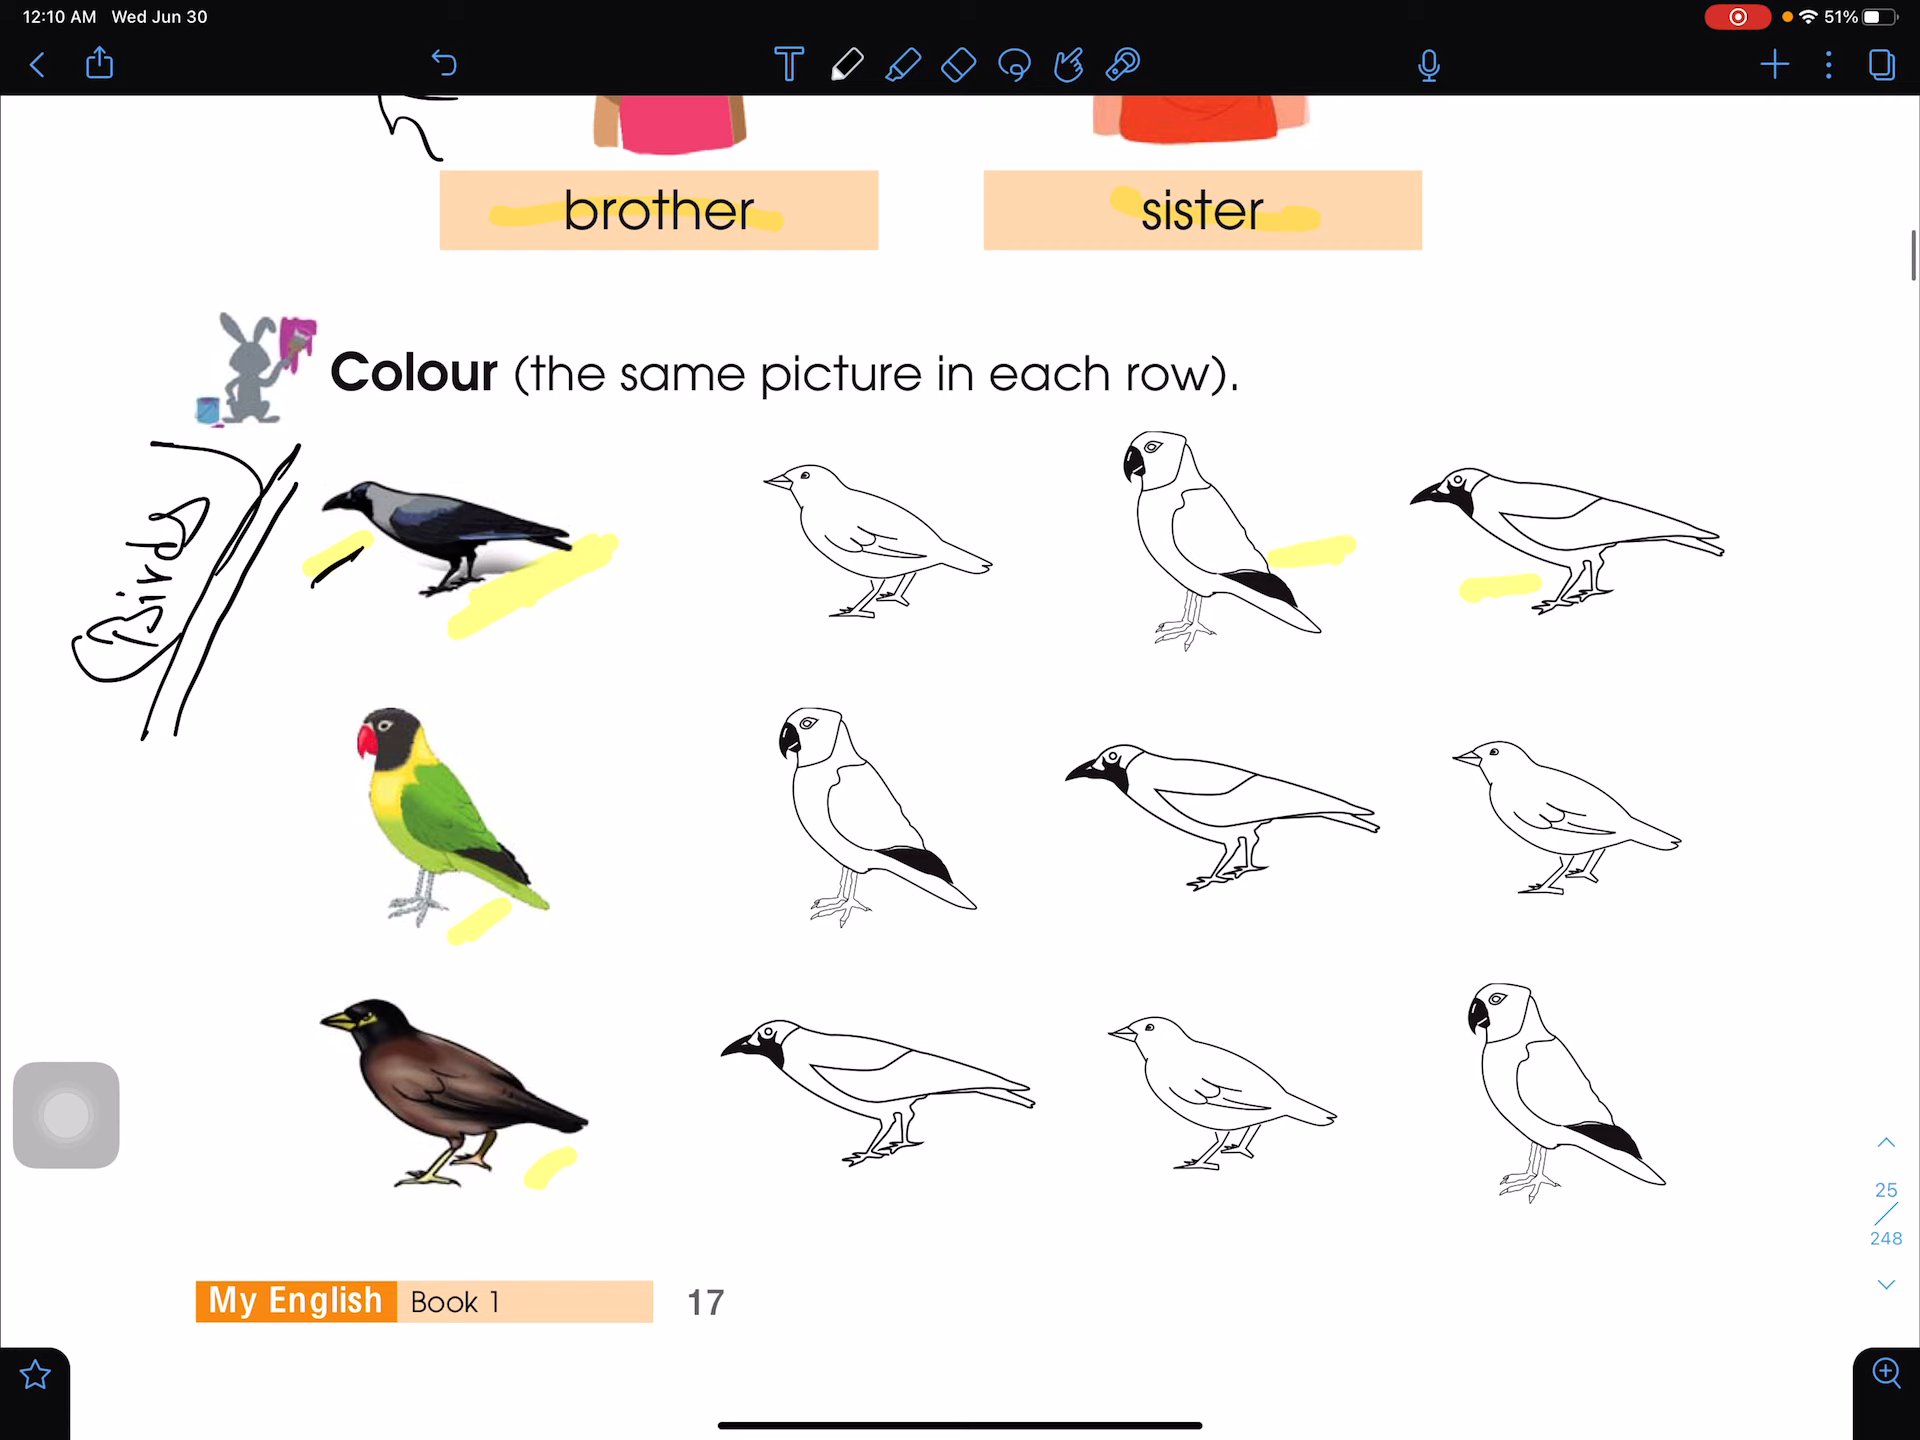 12:10 AM Wed Jun 30
51%
brother
sister
Colour (the same picture in each row).
Birds
25
248
My English Book 1 17